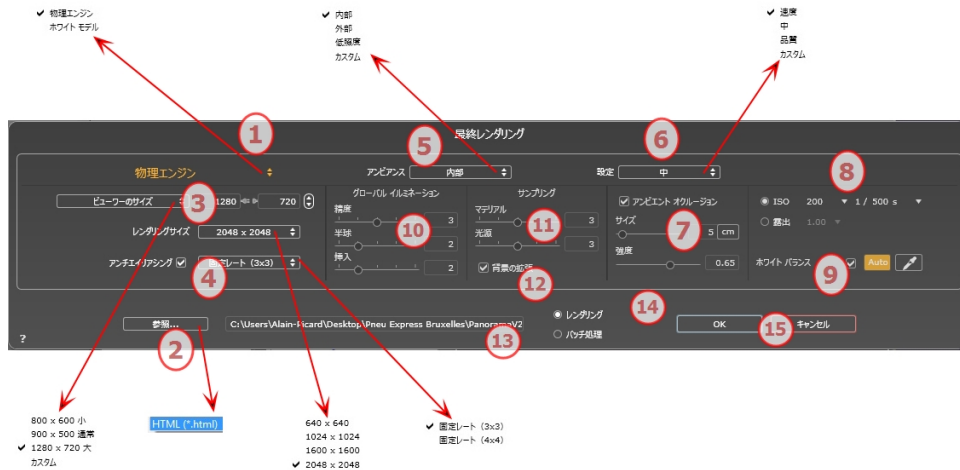 ✔ 物理エンジン
ホワイト モデル
✔ 内部
外部
低照度
カスタム
✔ 速度
中
品質
カスタム
最終レンダリング
1
5
6
物理エンジン
アンビアンス
内部
設定
中
8
ビューワーのサイズ
3
1280
720
レンダリングサイズ
2048 x 2048
アンチエイリアシング
固定レート (3x3)
4
グローバル イルミネーション
精度
3
半球
2
挿入
2
10
サンプリング
マテリアル
3
光源
3
11
背景の拡張
12
アンビエント オクルージョン
サイズ
5
cm
強度
0.65
7
ISO
200
1 / 500 s
露出
1.00
ホワイト バランス
Auto
9
参照...
2
C:\Users\Alain-Picard\Desktop\Pneu Express Bruxelles\PanoramaV2
13
レンダリング
バッチ処理
14
OK
15
キャンセル
?
800 x 600 小
900 x 500 通常
✔ 1280 x 720 大
カスタム
HTML (*.html)
640 x 640
1024 x 1024
1600 x 1600
✔ 2048 x 2048
✔ 固定レート (3x3)
固定レート (4x4)